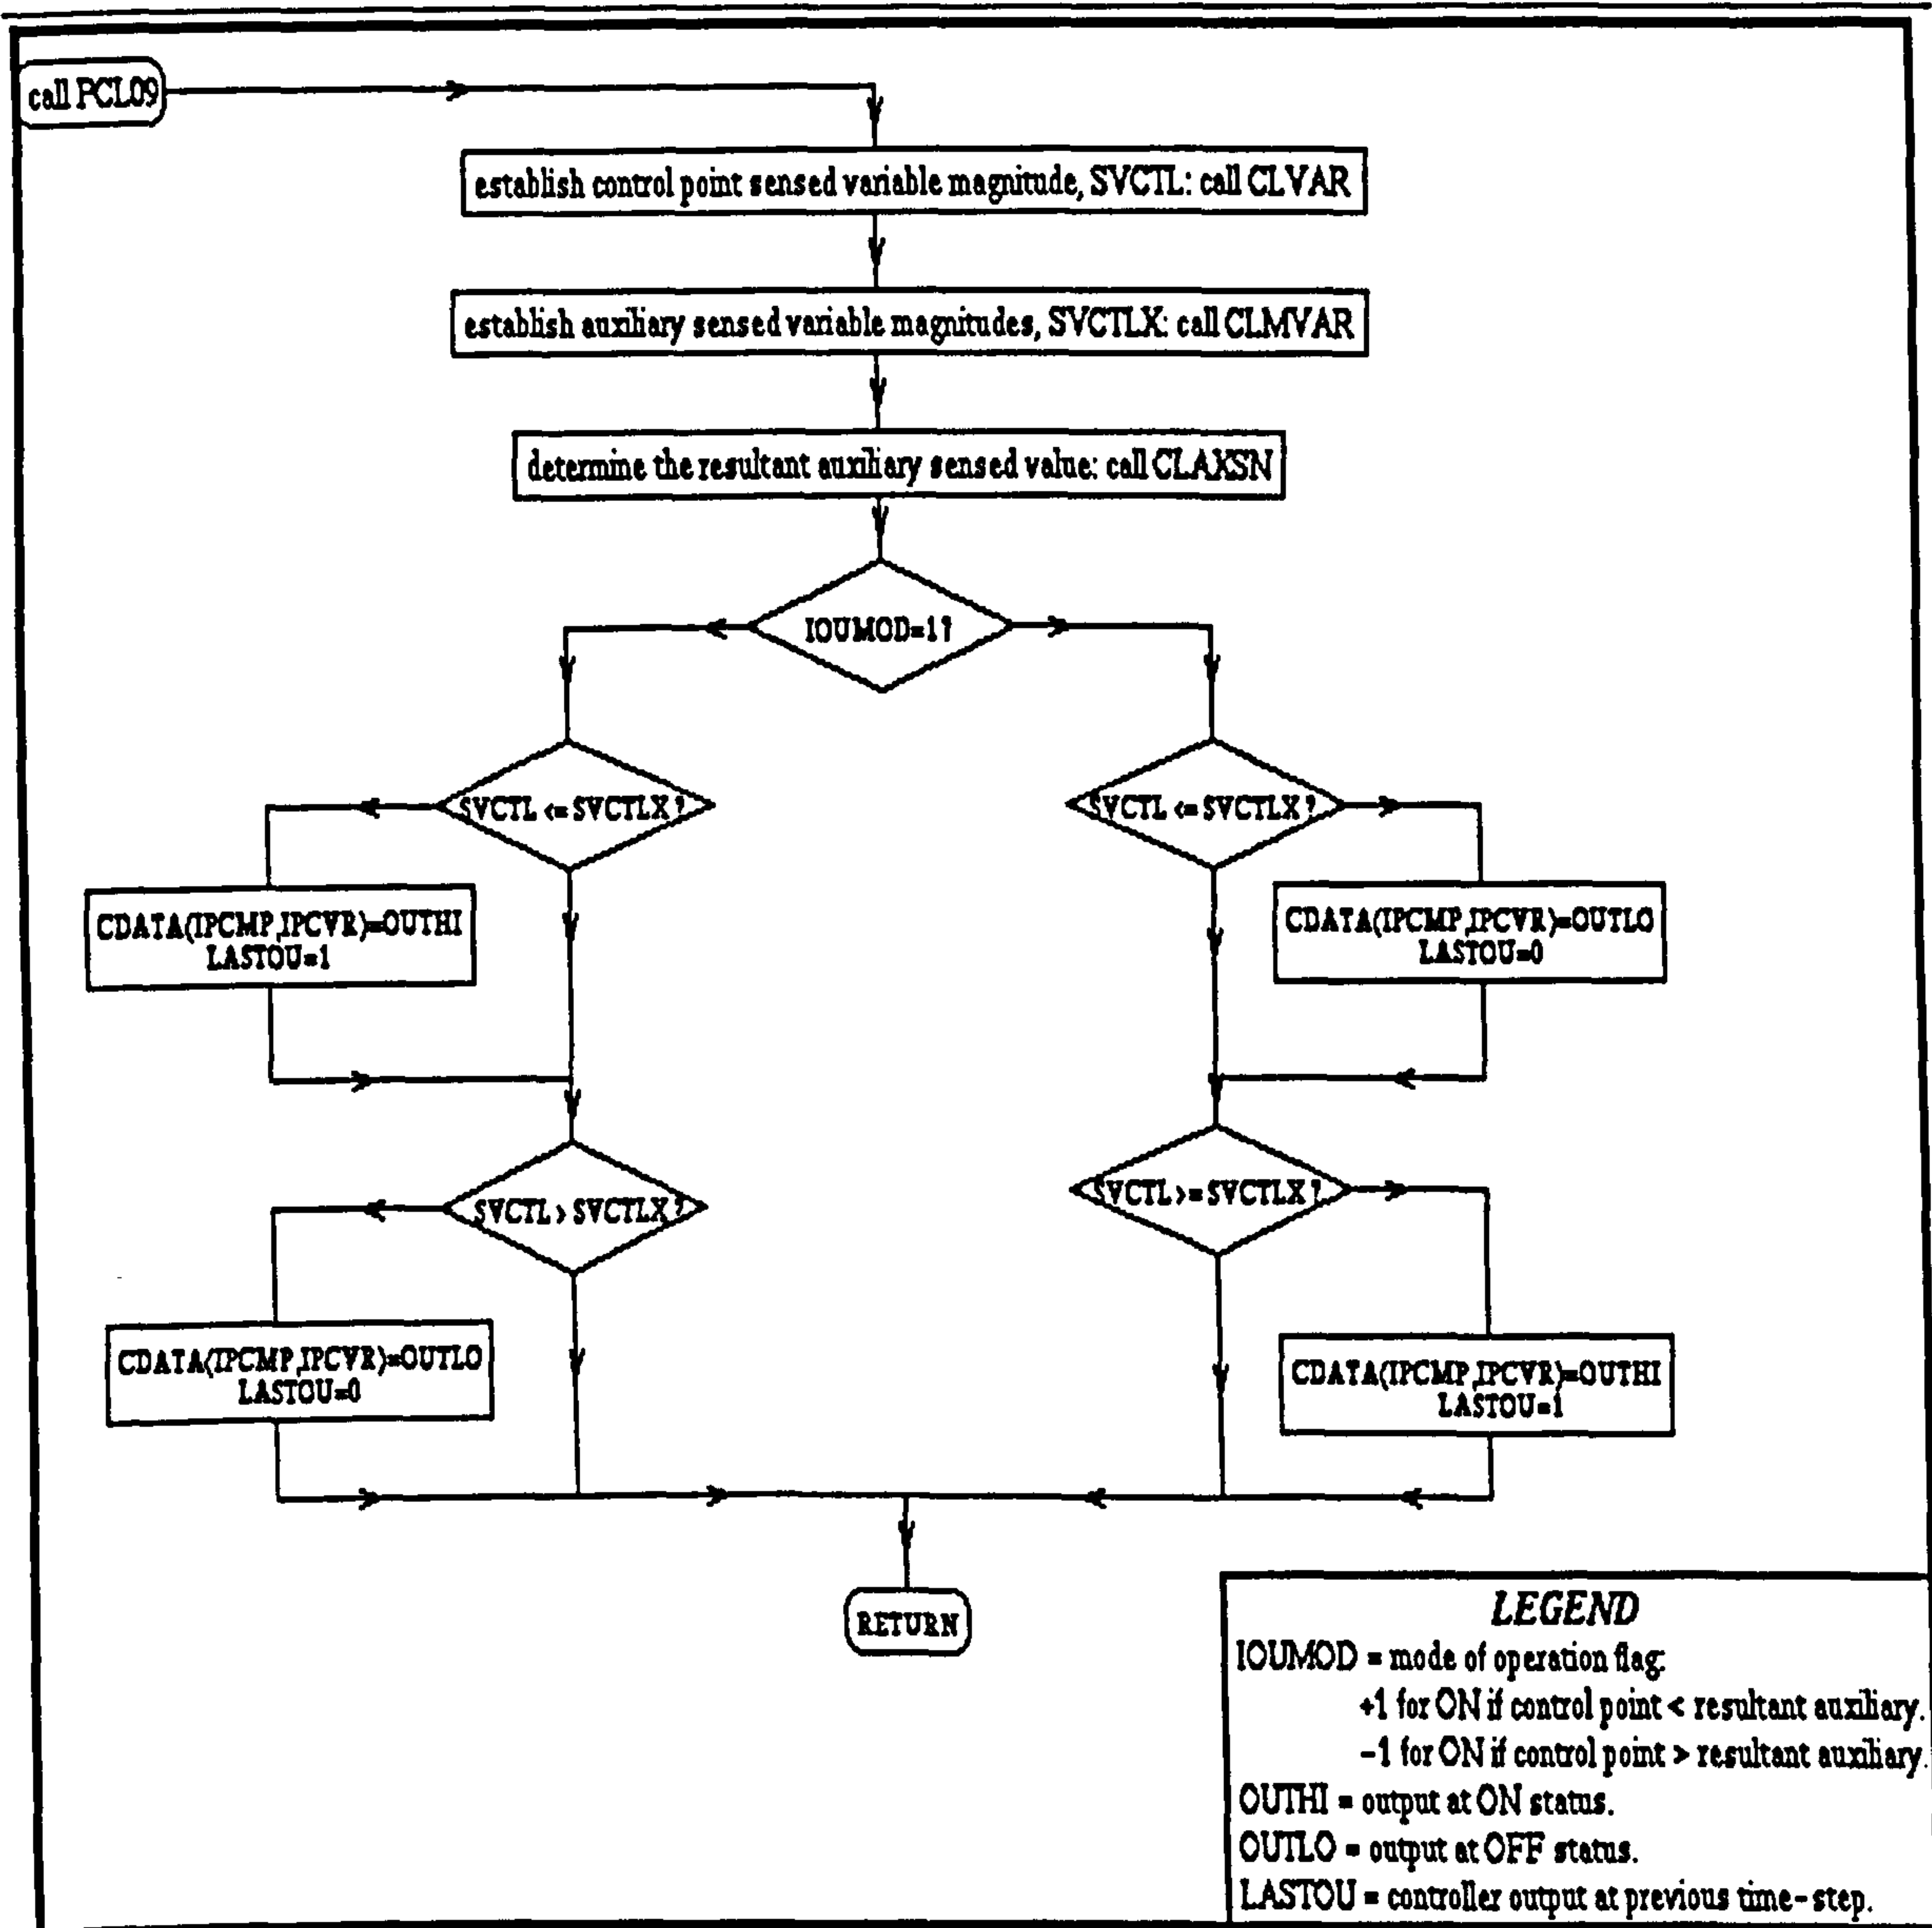 call PCL09
establish control point sensed variable magnitude, SVCTL: call CLVAR
establish auxiliary sensed variable magnitudes, SVCTLX: call CLMVAR
determine the resultant auxiliary sensed value: call CLAXSN
IOUMOD=1?
SVCTL <= SVCTLX?
SVCTL <= SVCTLX?
CDATA(IPCMP,IPCVR)=OUTHI
LASTOU=1
CDATA(IPCMP,IPCVR)=OUTLO
LASTOU=0
SVCTL > SVCTLX?
SVCTL >= SVCTLX?
CDATA(IPCMP,IPCVR)=OUTLO
LASTOU=0
CDATA(IPCMP,IPCVR)=OUTHI
LASTOU=1
RETURN
LEGEND
IOUMOD = mode of operation flag:
+1 for ON if control point < resultant auxiliary.
-1 for ON if control point > resultant auxiliary.
OUTHI = output at ON status.
OUTLO = output at OFF status.
LASTOU = controller output at previous time-step.